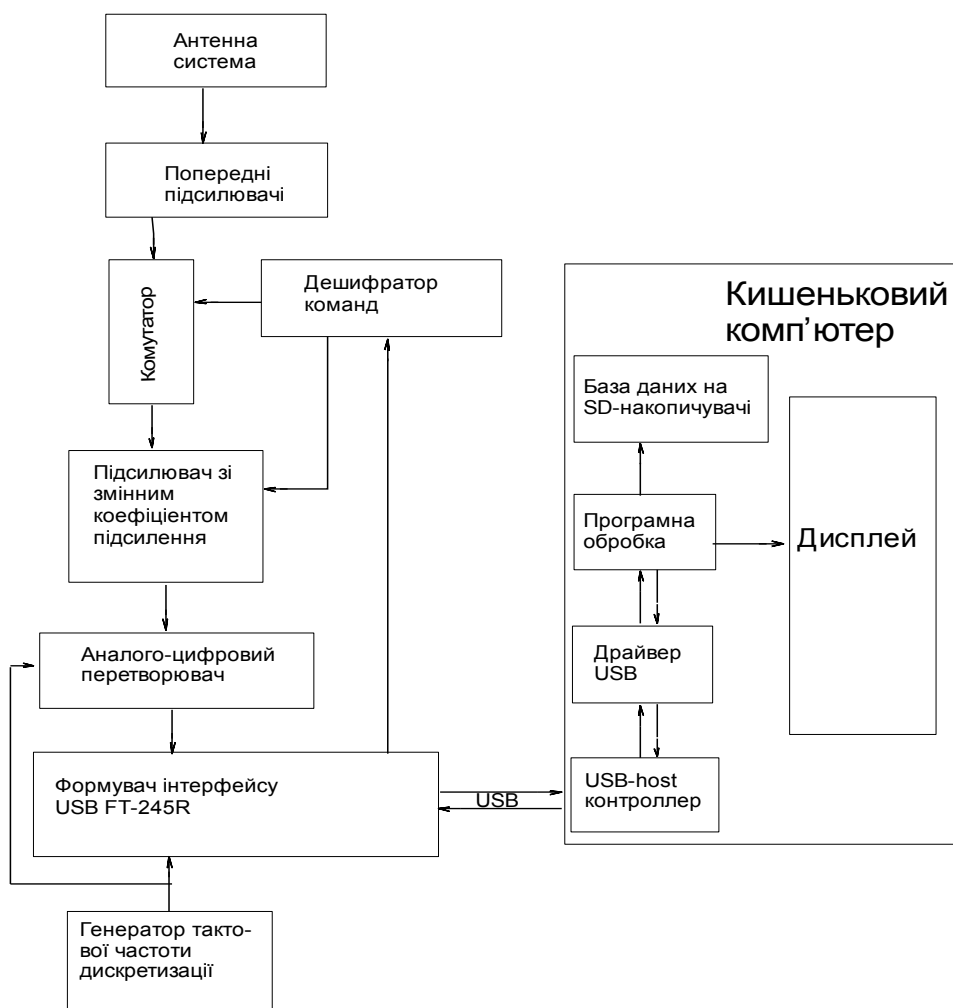 Антенна
система
Попередні
підсилювачі
Комутатор
Дешифратор
команд
Підсилювач зі
змінним
коефіціентом
підсилення
Аналого-цифровий
перетворювач
Формувач інтерфейсу
USB FT-245R
Генератор такто-
вої частоти
дискретизації
USB
Кишеньковий
комп’ютер
База даних на
SD-накопичувачі
Програмна
обробка
Дисплей
Драйвер
USB
USB-host
контроллер